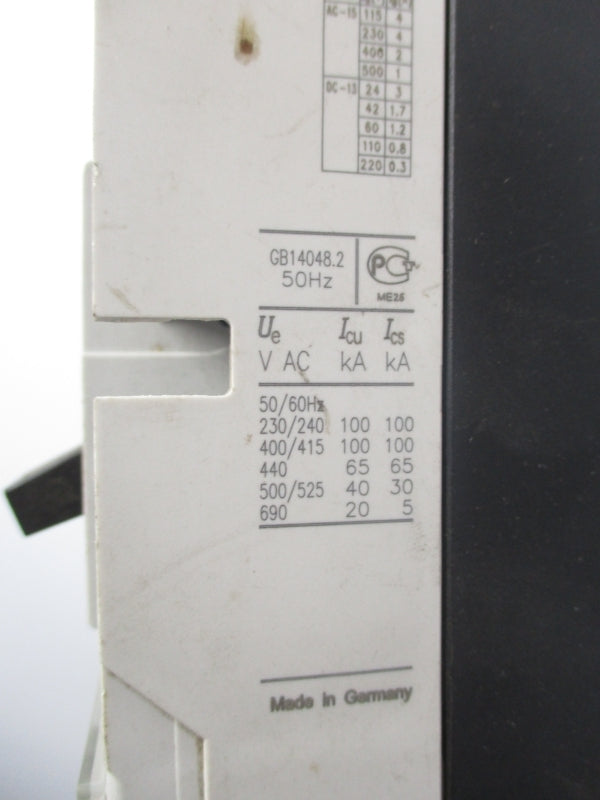 AC-15 115 4
230 4
400 2
500 1
DC-13 24 3
42 1.7
60 1.2
110 0.8
220 0.3
GB14048.2
50Hz
PCT
ME25
Ue Icu Ics
V AC kA kA
50/60Hz
230/240 100 100
400/415 100 100
440 65 65
500/525 40 30
690 20 5
Made in Germany